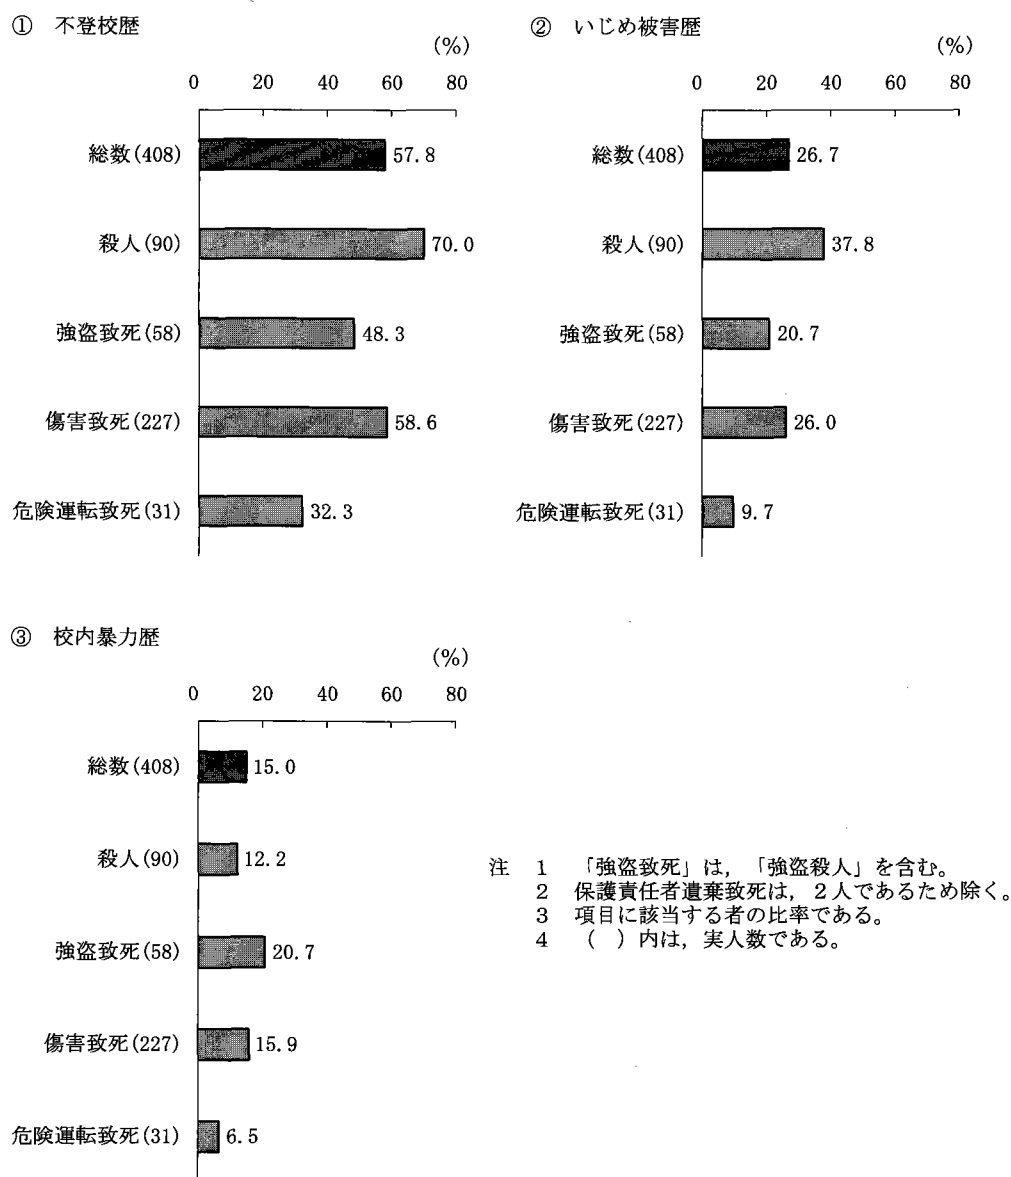 ① 不登校歴
(%)
0 20 40 60 80
総数(408) 57.8
殺人(90) 70.0
強盗致死(58) 48.3
傷害致死(227) 58.6
危険運転致死(31) 32.3
② いじめ被害歴
(%)
0 20 40 60 80
総数(408) 26.7
殺人(90) 37.8
強盗致死(58) 20.7
傷害致死(227) 26.0
危険運転致死(31) 9.7
③ 校内暴力歴
(%)
0 20 40 60 80
総数(408) 15.0
殺人(90) 12.2
強盗致死(58) 20.7
傷害致死(227) 15.9
危険運転致死(31) 6.5
注 1 「強盗致死」は，「強盗殺人」を含む。
2 保護責任者遺棄致死は，2人であるため除く。
3 項目に該当する者の比率である。
4 （ ）内は，実人数である。